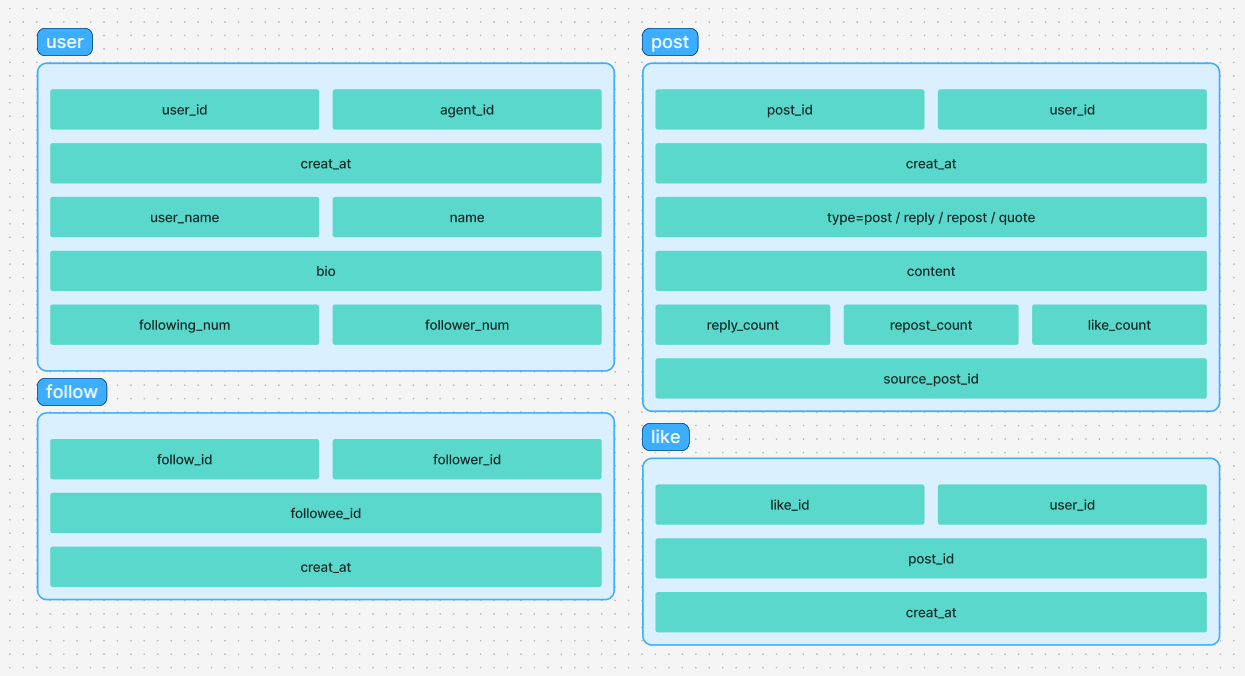 user
user_id
agent_id
creat_at
user_name
name
bio
following_num
follower_num
follow
follow_id
follower_id
followee_id
creat_at
post
post_id
user_id
creat_at
type=post / reply / repost / quote
content
reply_count
repost_count
like_count
source_post_id
like
like_id
user_id
post_id
creat_at